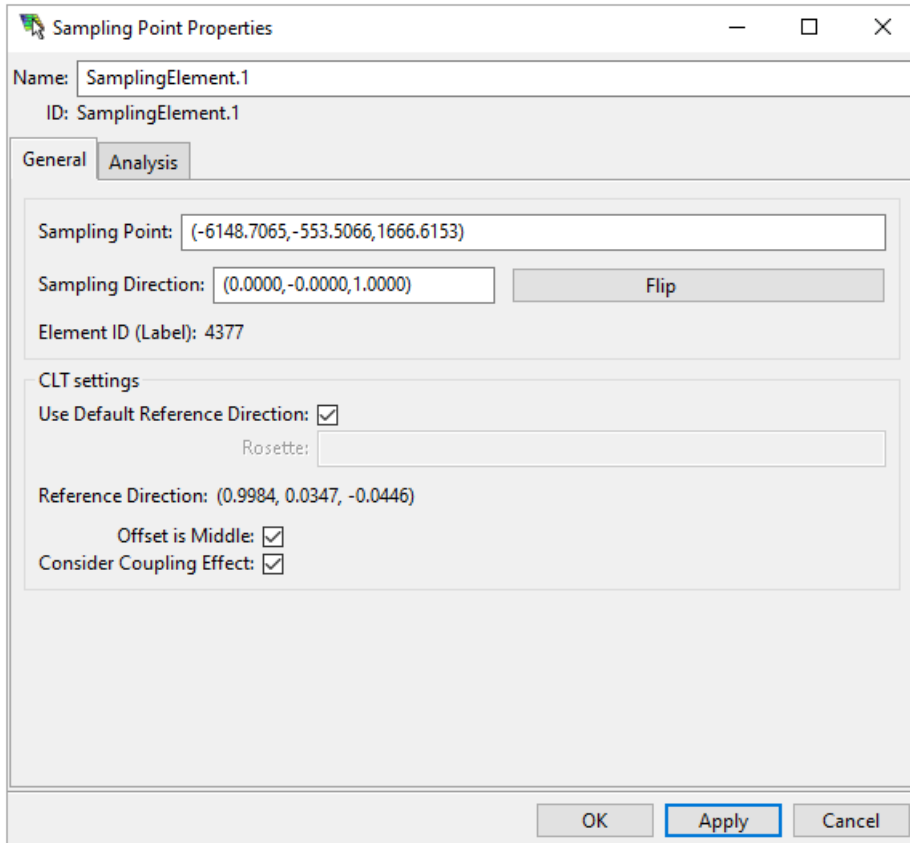 Sampling Point Properties
Name: SamplingElement.1
ID: SamplingElement.1
General Analysis
Sampling Point: (-6148.7065,-553.5066,1666.6153)
Sampling Direction: (0.0000,-0.0000,1.0000) Flip
Element ID (Label): 4377
CLT settings
Use Default Reference Direction:
Rosette:
Reference Direction: (0.9984, 0.0347, -0.0446)
Offset is Middle:
Consider Coupling Effect:
OK Apply Cancel